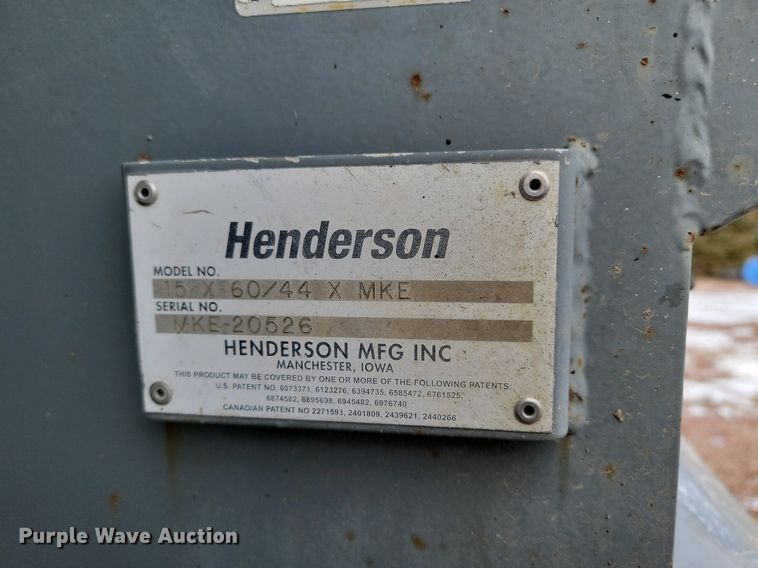 Henderson
MODEL NO.
15 X 60/44 X MKE
SERIAL NO.
MKE-20526
HENDERSON MFG INC
MANCHESTER, IOWA
THIS PRODUCT MAY BE COVERED BY ONE OR MORE OF THE FOLLOWING PATENTS:
U.S. PATENT NO. 6073371, 6123276, 6394735, 6585472, 6761525,
6874582, 6895698, 6945482, 6976740
CANADIAN PATENT NO 2271593, 2401809, 2439621, 2440266
Purple Wave Auction